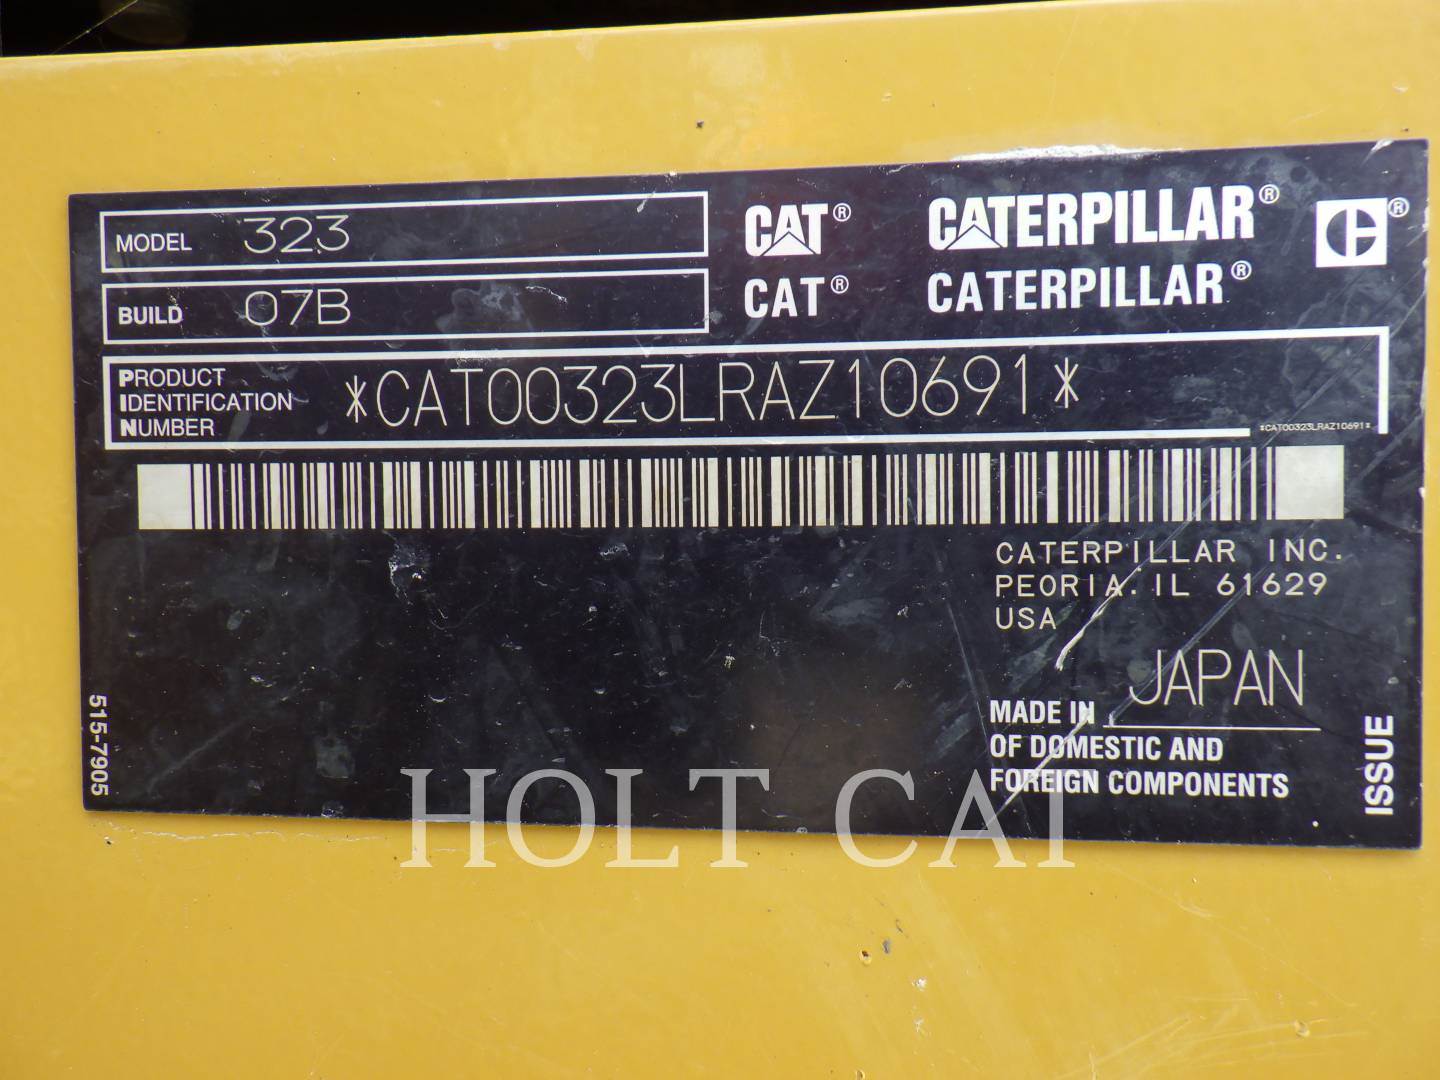 MODEL 323
BUILD 07B
CAT® CATERPILLAR® ®
CAT® CATERPILLAR®
PRODUCT
IDENTIFICATION
NUMBER
*CAT00323LRAZ10691*
*CAT00323LRAZ10691*
CATERPILLAR INC.
PEORIA. IL 61629
USA
MADE IN JAPAN
OF DOMESTIC AND
FOREIGN COMPONENTS
515-7905
ISSUE
HOLT CAT